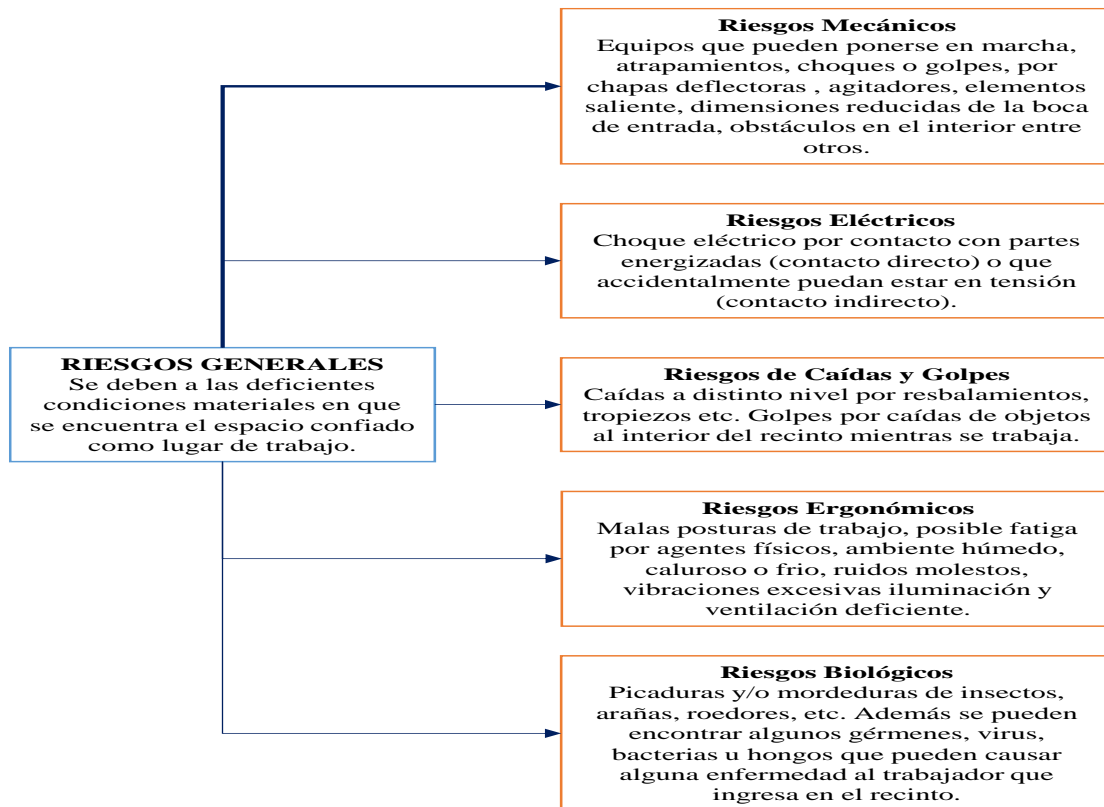 Riesgos Mecánicos
Equipos que pueden ponerse en marcha,
atrapamientos, choques o golpes, por
chapas deflectoras , agitadores, elementos
saliente, dimensiones reducidas de la boca
de entrada, obstáculos en el interior entre
otros.
Riesgos Eléctricos
Choque eléctrico por contacto con partes
energizadas (contacto directo) o que
accidentalmente puedan estar en tensión
(contacto indirecto).
RIESGOS GENERALES
Se deben a las deficientes
condiciones materiales en que
se encuentra el espacio confiado
como lugar de trabajo.
Riesgos de Caídas y Golpes
Caídas a distinto nivel por resbalamientos,
tropiezos etc. Golpes por caídas de objetos
al interior del recinto mientras se trabaja.
Riesgos Ergonómicos
Malas posturas de trabajo, posible fatiga
por agentes físicos, ambiente húmedo,
caluroso o frio, ruidos molestos,
vibraciones excesivas iluminación y
ventilación deficiente.
Riesgos Biológicos
Picaduras y/o mordeduras de insectos,
arañas, roedores, etc. Además se pueden
encontrar algunos gérmenes, virus,
bacterias u hongos que pueden causar
alguna enfermedad al trabajador que
ingresa en el recinto.